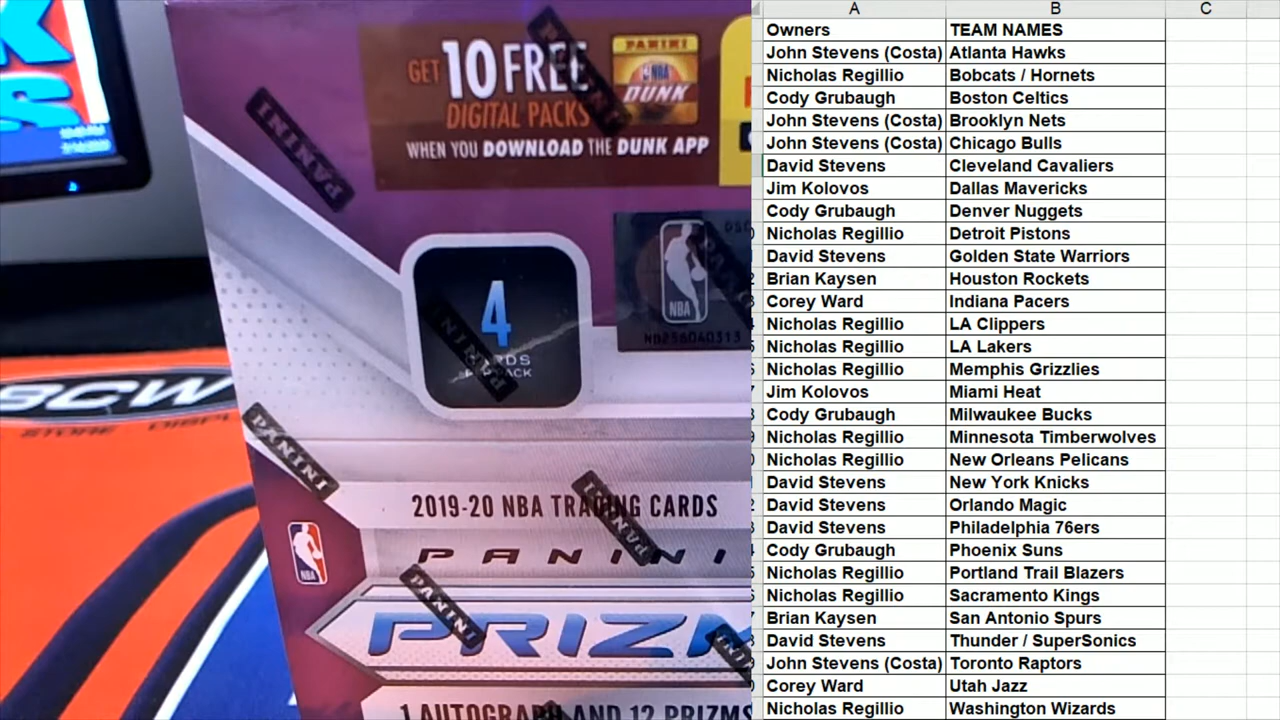 GET 10 FREE
DIGITAL PACKS
WHEN YOU DOWNLOAD THE DUNK APP
PANINI
NBA
DUNK
PANINI
PANINI
NBA
4
CARDS
PER PACK
PANINI
BCW
PANINI
2019-20 NBA TRADING CARDS
PANINI
PANINI
NBA
PANINI
PRIZM
1 AUTOGRAPH AND 12 PRIZMS
A B C
Owners TEAM NAMES
John Stevens (Costa) Atlanta Hawks
Nicholas Regillio Bobcats / Hornets
Cody Grubaugh Boston Celtics
John Stevens (Costa) Brooklyn Nets
John Stevens (Costa) Chicago Bulls
David Stevens Cleveland Cavaliers
Jim Kolovos Dallas Mavericks
Cody Grubaugh Denver Nuggets
Nicholas Regillio Detroit Pistons
David Stevens Golden State Warriors
Brian Kaysen Houston Rockets
Corey Ward Indiana Pacers
Nicholas Regillio LA Clippers
Nicholas Regillio LA Lakers
Nicholas Regillio Memphis Grizzlies
Jim Kolovos Miami Heat
Cody Grubaugh Milwaukee Bucks
Nicholas Regillio Minnesota Timberwolves
Nicholas Regillio New Orleans Pelicans
David Stevens New York Knicks
David Stevens Orlando Magic
David Stevens Philadelphia 76ers
Cody Grubaugh Phoenix Suns
Nicholas Regillio Portland Trail Blazers
Nicholas Regillio Sacramento Kings
Brian Kaysen San Antonio Spurs
David Stevens Thunder / SuperSonics
John Stevens (Costa) Toronto Raptors
Corey Ward Utah Jazz
Nicholas Regillio Washington Wizards